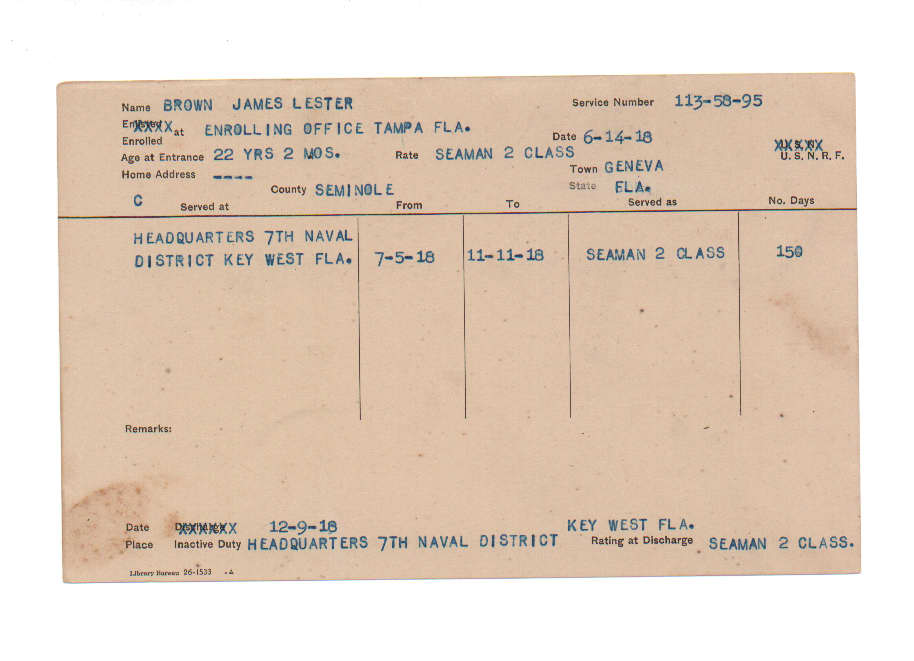 Name BROWN JAMES LESTER Service Number 113-58-95
Enlisted XXXX at ENROLLING OFFICE TAMPA FLA. Date 6-14-18
Enrolled
XXXXX
Age at Entrance 22 YRS 2 MOS. Rate SEAMAN 2 CLASS U. S. N. R. F.
Home Address ---- Town GENEVA
C County SEMINOLE State FLA.
Served at From To Served as No. Days
HEADQUARTERS 7TH NAVAL
DISTRICT KEY WEST FLA. 7-5-18 11-11-18 SEAMAN 2 CLASS 150
Remarks:
Date XXXXXX 12-9-18 KEY WEST FLA.
Place Inactive Duty HEADQUARTERS 7TH NAVAL DISTRICT Rating at Discharge SEAMAN 2 CLASS.
Library Bureau 26-1533